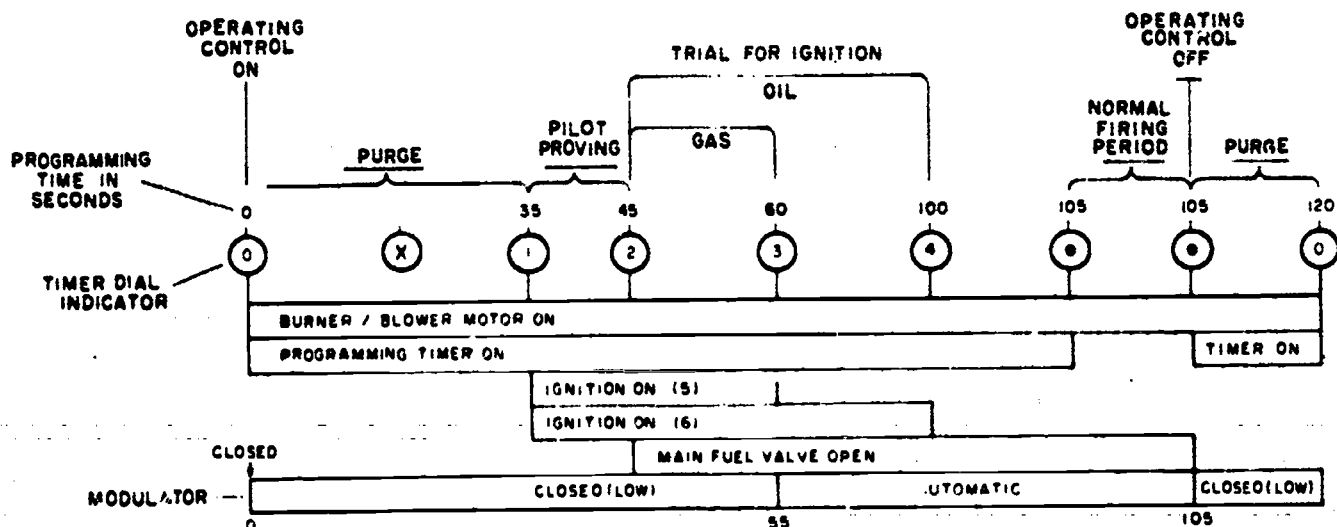 OPERATING
CONTROL
ON
TRIAL FOR IGNITION
OIL
OPERATING
CONTROL
OFF
PILOT
PROVING
GAS
NORMAL
FIRING
PERIOD
PURGE
PURGE
PROGRAMMING
TIME IN
SECONDS
0 35 45 60 100 105 105 120
0 X 1 2 3 4 0
TIMER DIAL
INDICATOR
BURNER / BLOWER MOTOR ON
PROGRAMMING TIMER ON
TIMER ON
IGNITION ON (5)
IGNITION ON (6)
CLOSED
MAIN FUEL VALVE OPEN
MODULATOR
CLOSED(LOW)
UTOMATIC
CLOSED(LOW)
0 55 105